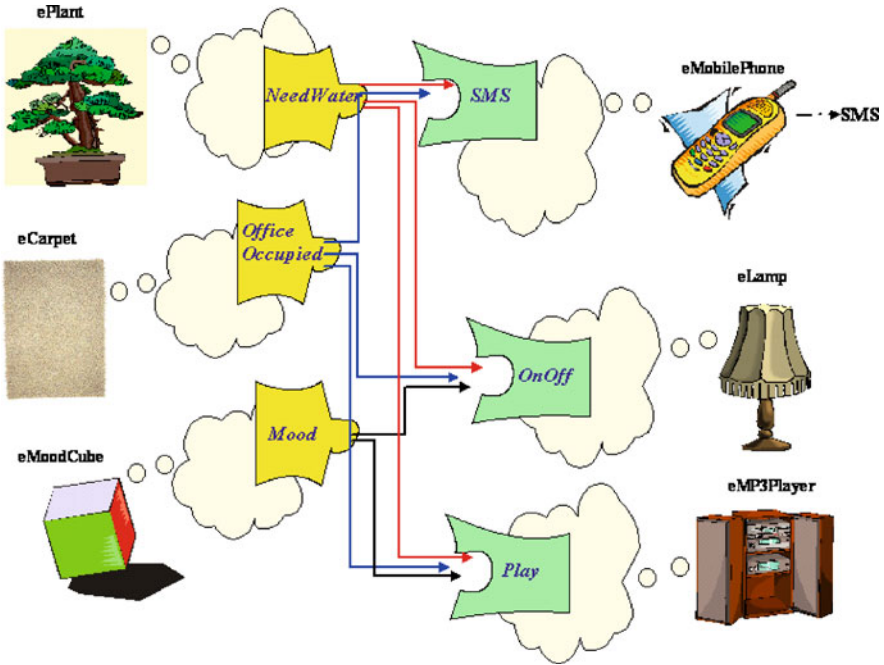 ePlant
NeedWater
SMS
eMobilePhone
SMS
eCarpet
Office
Occupied
eLamp
OnOff
Mood
eMoodCube
eMP3Player
Play